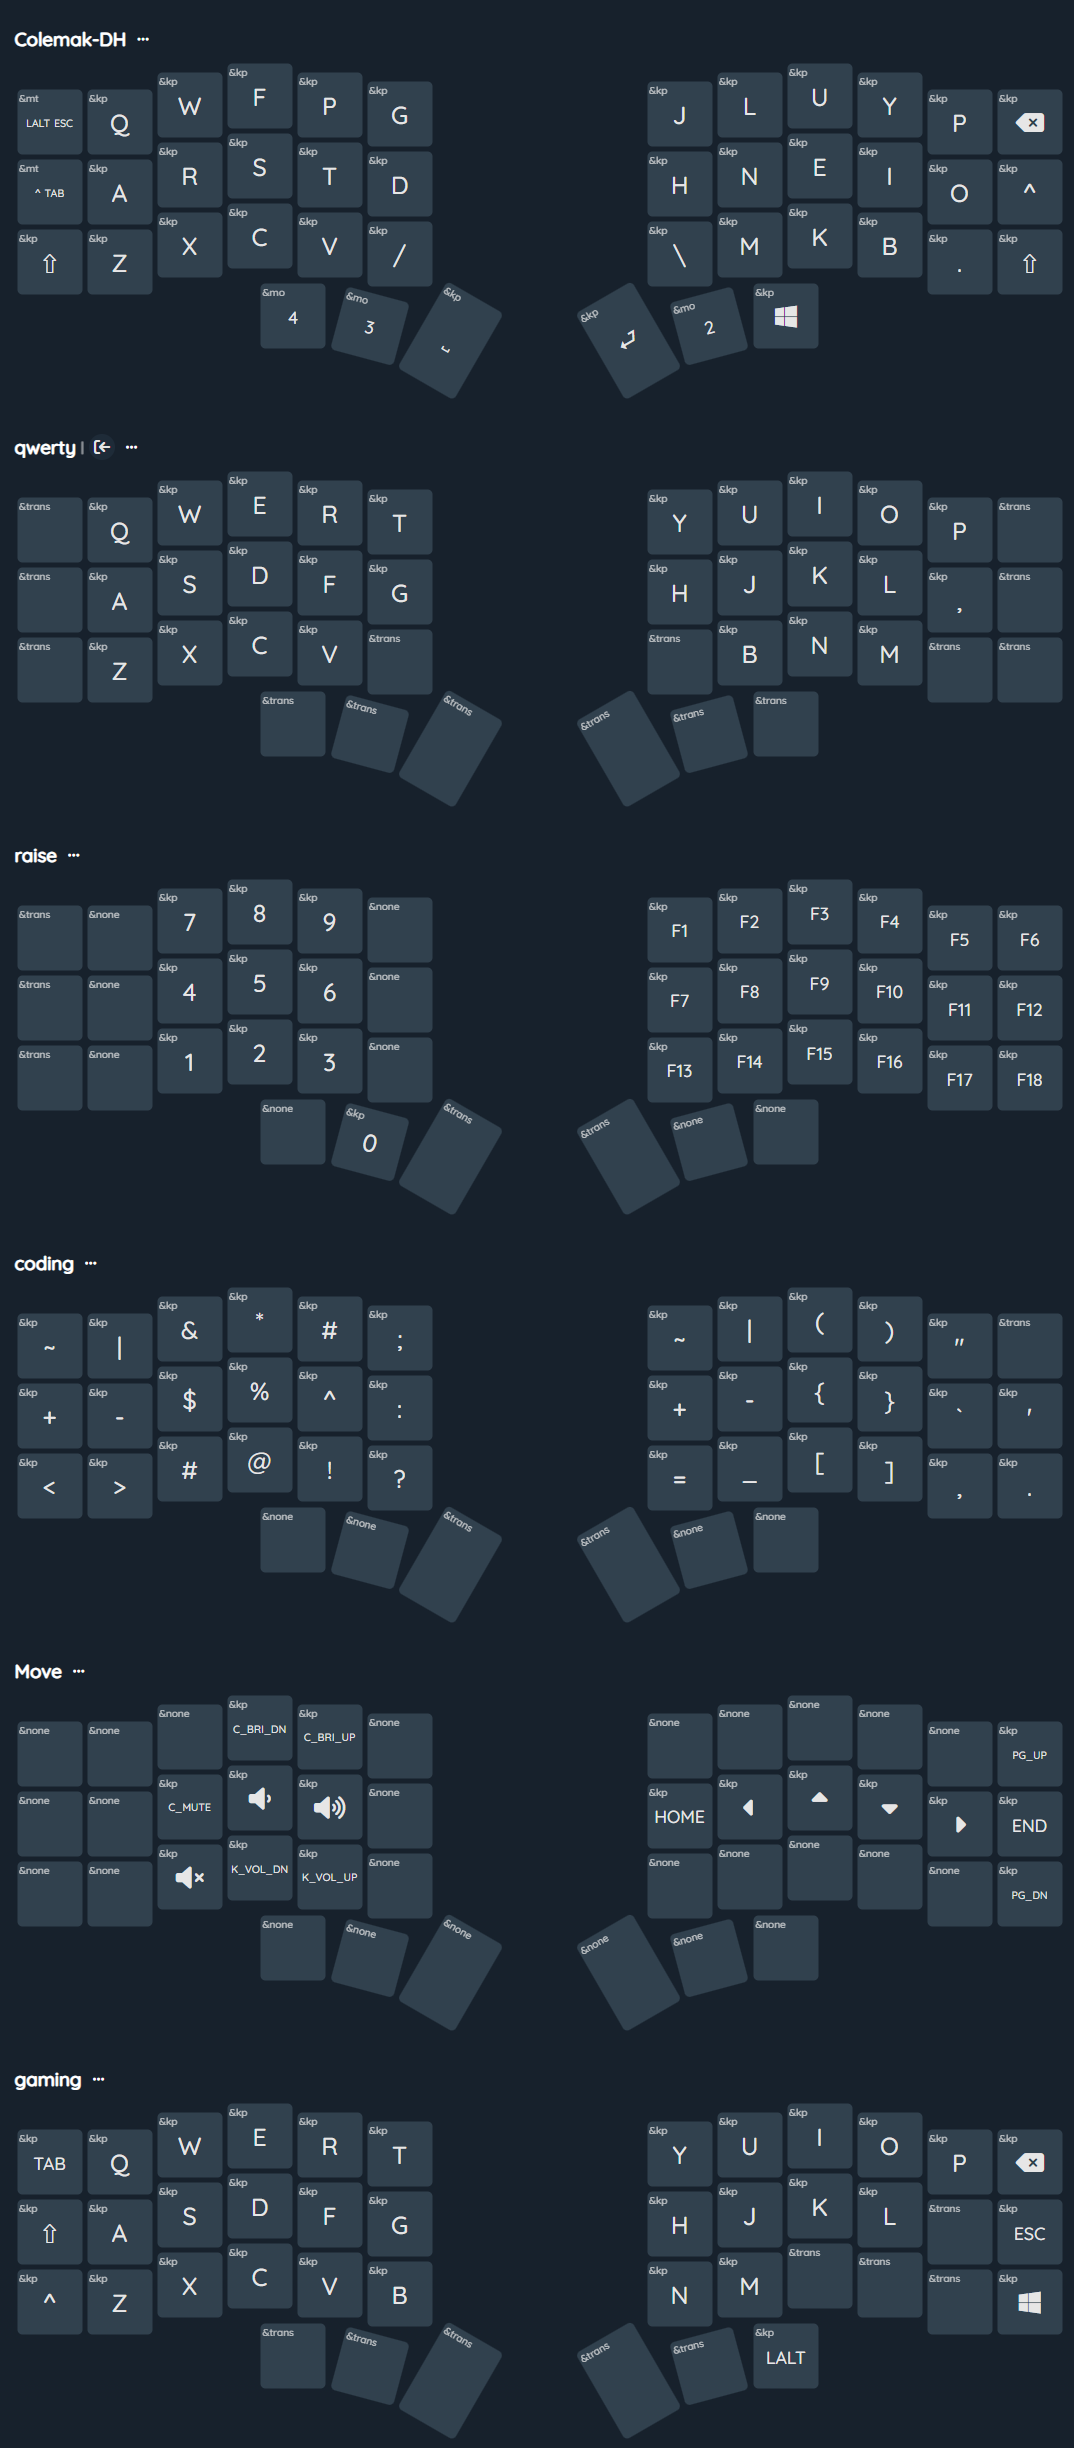 Colemak-DH ...
&mt &kp &kp &kp &kp &kp &kp &kp &kp &kp &kp &kp
LALT ESC Q W F P G J L U Y P
&mt &kp &kp &kp &kp &kp &kp &kp &kp &kp &kp &kp
^ TAB A R S T D H N E I O ^
&kp &kp &kp &kp &kp &kp &kp &kp &kp &kp &kp &kp
⇧ Z X C V / \ M K B . ⇧
&mo &mo &kp &kp &mo &kp
4 3 2
qwerty | ...
&trans &kp &kp &kp &kp &kp &kp &kp &kp &kp &kp &trans
Q W E R T Y U I O P
&trans &kp &kp &kp &kp &kp &kp &kp &kp &kp &kp &trans
A S D F G H J K L ,
&trans &kp &kp &kp &kp &trans &trans &kp &kp &kp &trans &trans
Z X C V B N M
&trans &trans &trans &trans &trans &trans
raise ...
&trans &none &kp &kp &kp &none &kp &kp &kp &kp &kp &kp
7 8 9 F1 F2 F3 F4 F5 F6
&trans &none &kp &kp &kp &none &kp &kp &kp &kp &kp &kp
4 5 6 F7 F8 F9 F10 F11 F12
&trans &none &kp &kp &kp &none &kp &kp &kp &kp &kp &kp
1 2 3 F13 F14 F15 F16 F17 F18
&none &kp &trans &trans &none &none
0
coding ...
&kp &kp &kp &kp &kp &kp &kp &kp &kp &kp &kp &trans
~ | & * # ; ~ | ( ) "
&kp &kp &kp &kp &kp &kp &kp &kp &kp &kp &kp &kp
+ - $ % ^ : + - { } ` '
&kp &kp &kp &kp &kp &kp &kp &kp &kp &kp &kp &kp
< > # @ ! ? = _ [ ] , .
&none &none &trans &trans &none &none
Move ...
&none &none &none &kp &kp &none &none &none &none &none &none &kp
C_BRI_DN C_BRI_UP PG_UP
&none &none &kp &kp &kp &none &kp &kp &kp &kp &kp &kp
C_MUTE HOME END
&none &none &kp &kp &kp &none &none &none &none &none &none &kp
K_VOL_DN K_VOL_UP PG_DN
&none &none &none &none &none &none
gaming ...
&kp &kp &kp &kp &kp &kp &kp &kp &kp &kp &kp &kp
TAB Q W E R T Y U I O P
&kp &kp &kp &kp &kp &kp &kp &kp &kp &kp &trans &kp
⇧ A S D F G H J K L ESC
&kp &kp &kp &kp &kp &kp &kp &kp &trans &trans &trans &kp
^ Z X C V B N M
&trans &trans &trans &trans &trans &kp
LALT